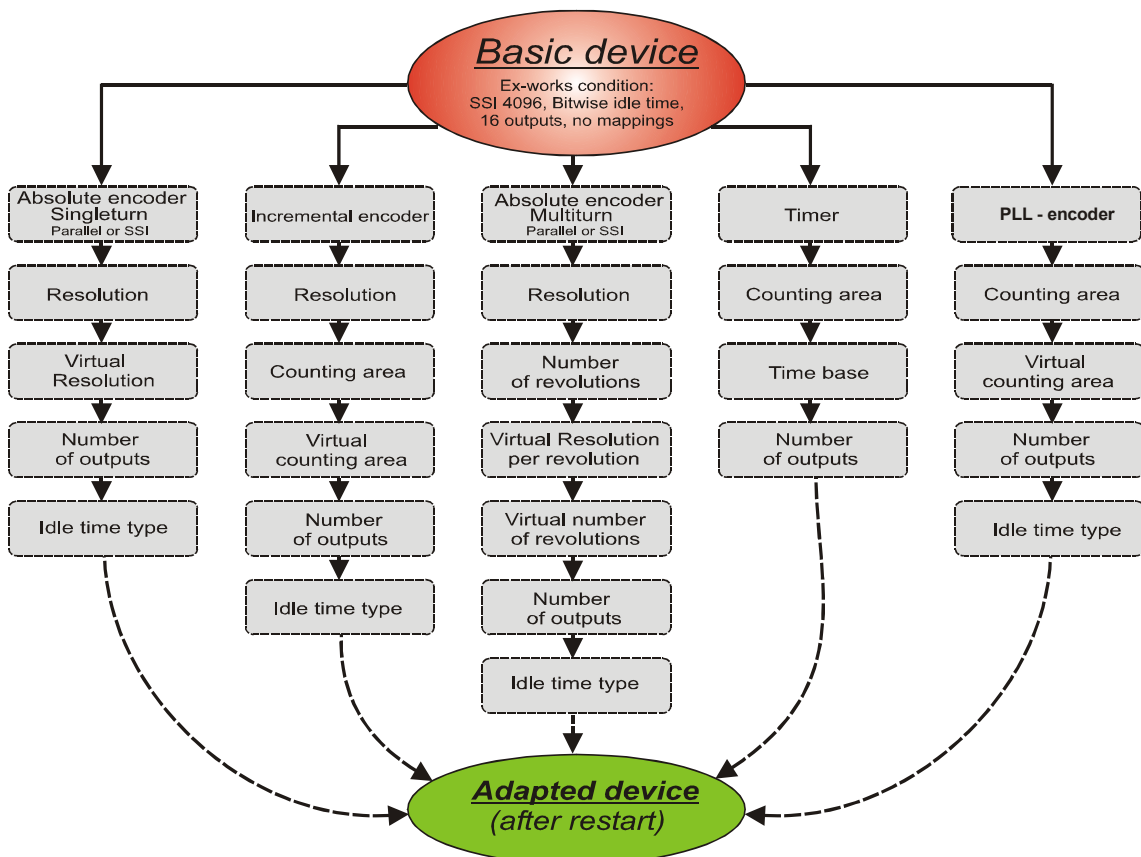 Basic device
Ex-works condition:
SSI 4096, Bitwise idle time,
16 outputs, no mappings
Absolute encoder
Singleturn
Parallel or SSI
Resolution
Virtual
Resolution
Number
of outputs
Idle time type
Incremental encoder
Resolution
Counting area
Virtual
counting area
Number
of outputs
Idle time type
Absolute encoder
Multiturn
Parallel or SSI
Resolution
Number
of revolutions
Virtual Resolution
per revolution
Virtual number
of revolutions
Number
of outputs
Idle time type
Timer
Counting area
Time base
Number
of outputs
PLL - encoder
Counting area
Virtual
counting area
Number
of outputs
Idle time type
Adapted device
(after restart)